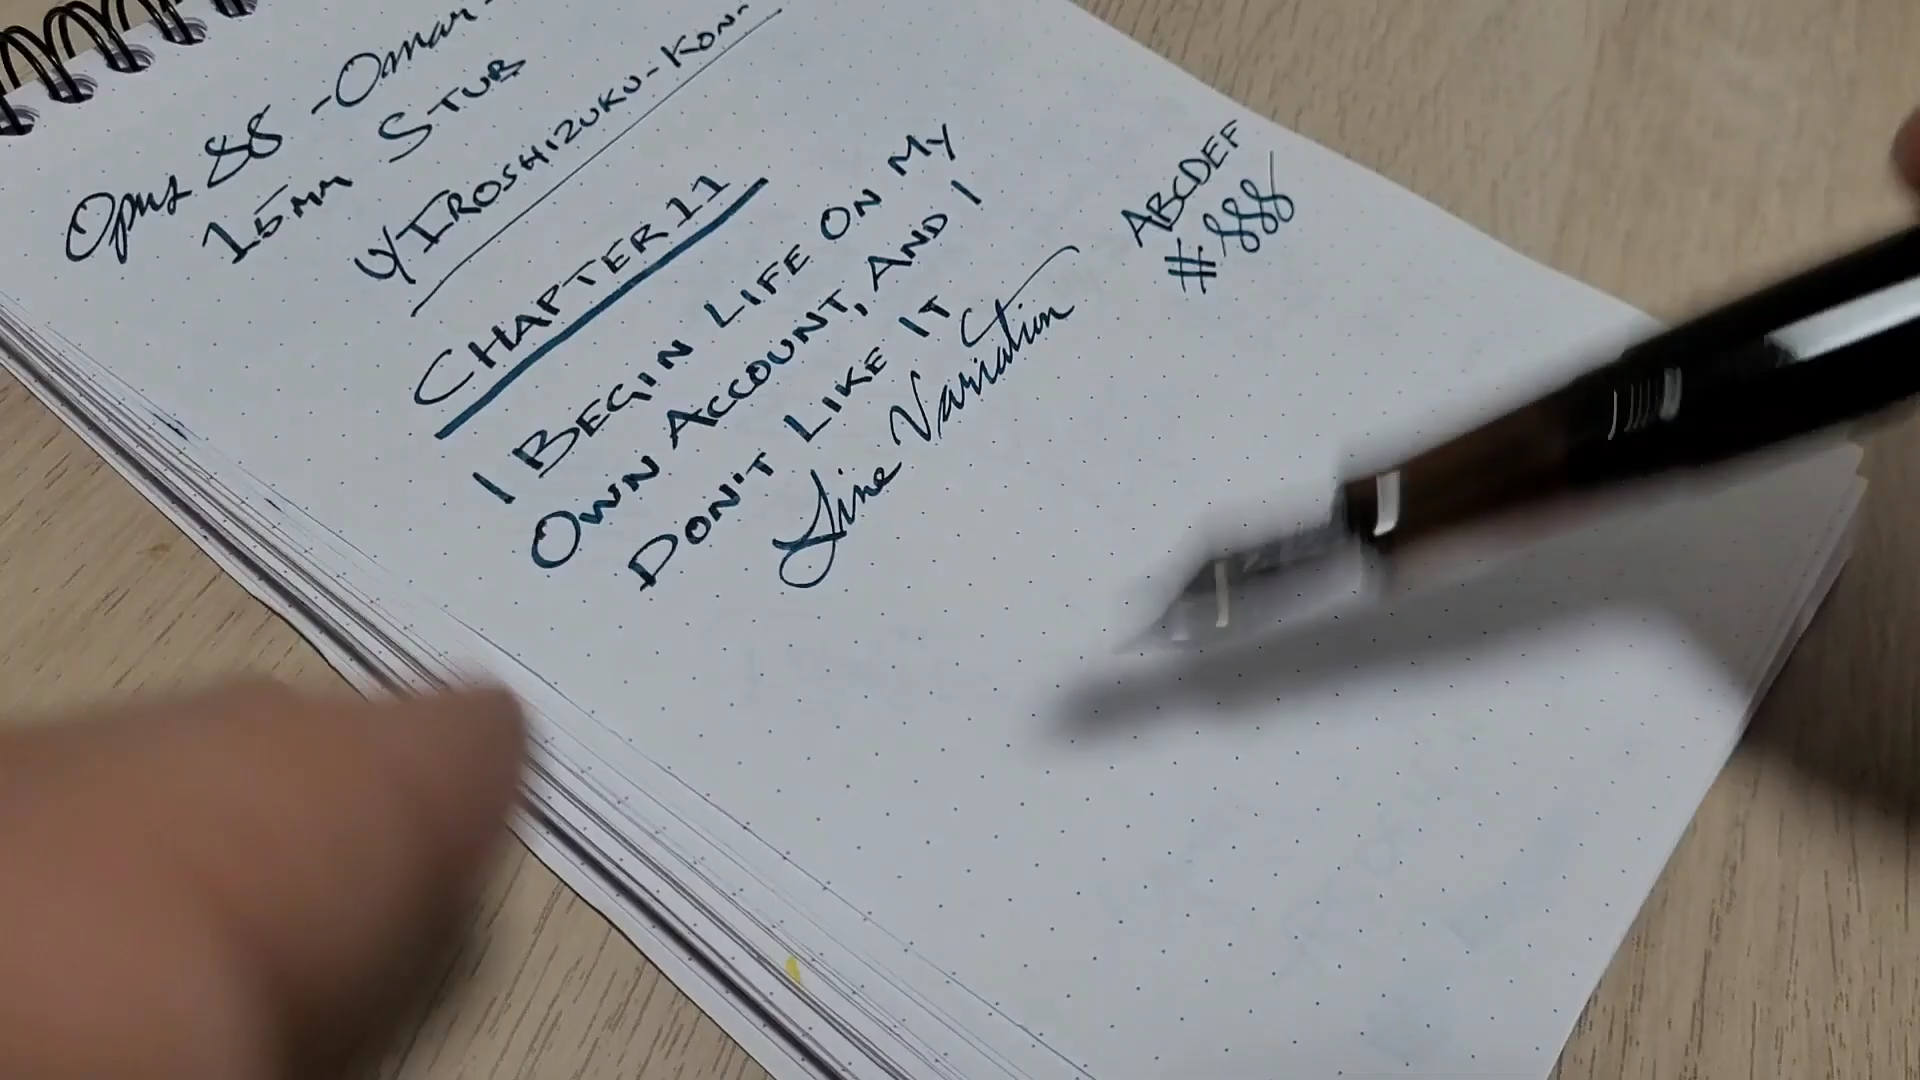 Opus 88 - Omar -
1.5mm STUB
W/ IROSHIZUKU - KON-
CHAPTER 11
I BEGIN LIFE ON MY
OWN ACCOUNT, AND I
DON'T LIKE IT
Line Variation
ABCDEF
#888